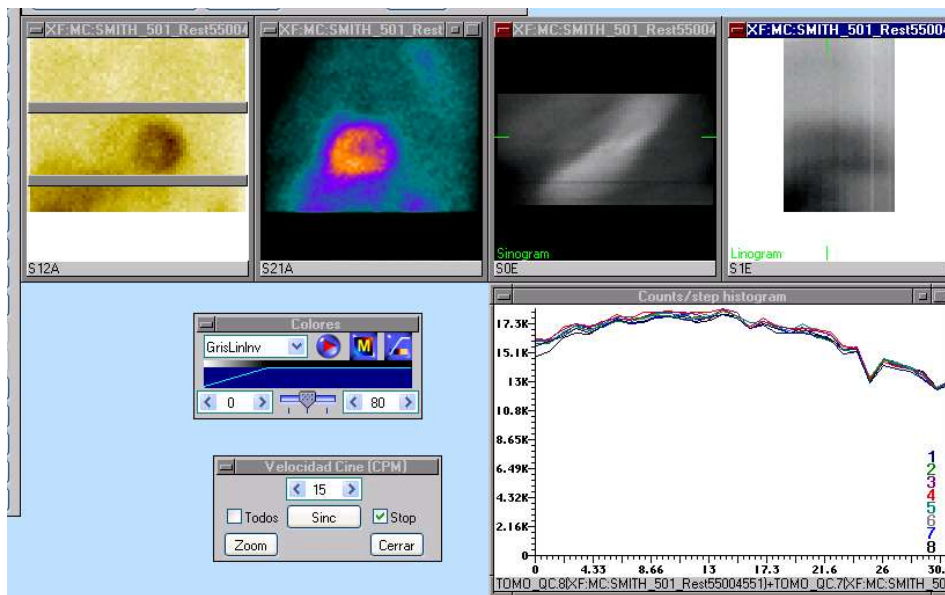 XF:MC:SMITH_501_Rest55004
XF:MC:SMITH_501_Rest
XF:MC:SMITH_501_Rest55004
XF:MC:SMITH_501_Rest55004
Sinogram
Linogram
S12A
S21A
S0E
S1E
Colores
GrisLinInv
M
0
80
Velocidad Cine (CPM)
15
Todos
Sinc
Stop
Zoom
Cerrar
Counts/step histogram
17.3K
15.1K
13K
10.8K
8.65K
6.49K
4.32K
2.16K
0
1
2
3
4
5
6
7
8
0 4.33 8.66 13 17.3 21.6 26 30.
TOMO_QC.8(XF:MC:SMITH_501_Rest55004551)+TOMO_QC.7(XF:MC:SMITH_50